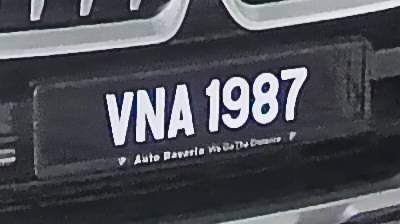 VNA 1987
Auto Bavaria We Go The Distance